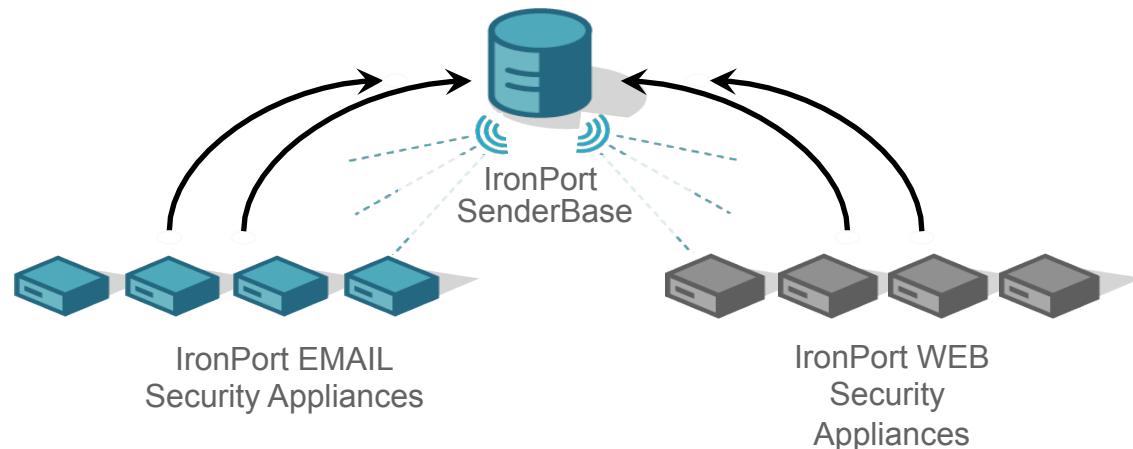 IronPort
SenderBase
IronPort EMAIL
Security Appliances
IronPort WEB
Security
Appliances